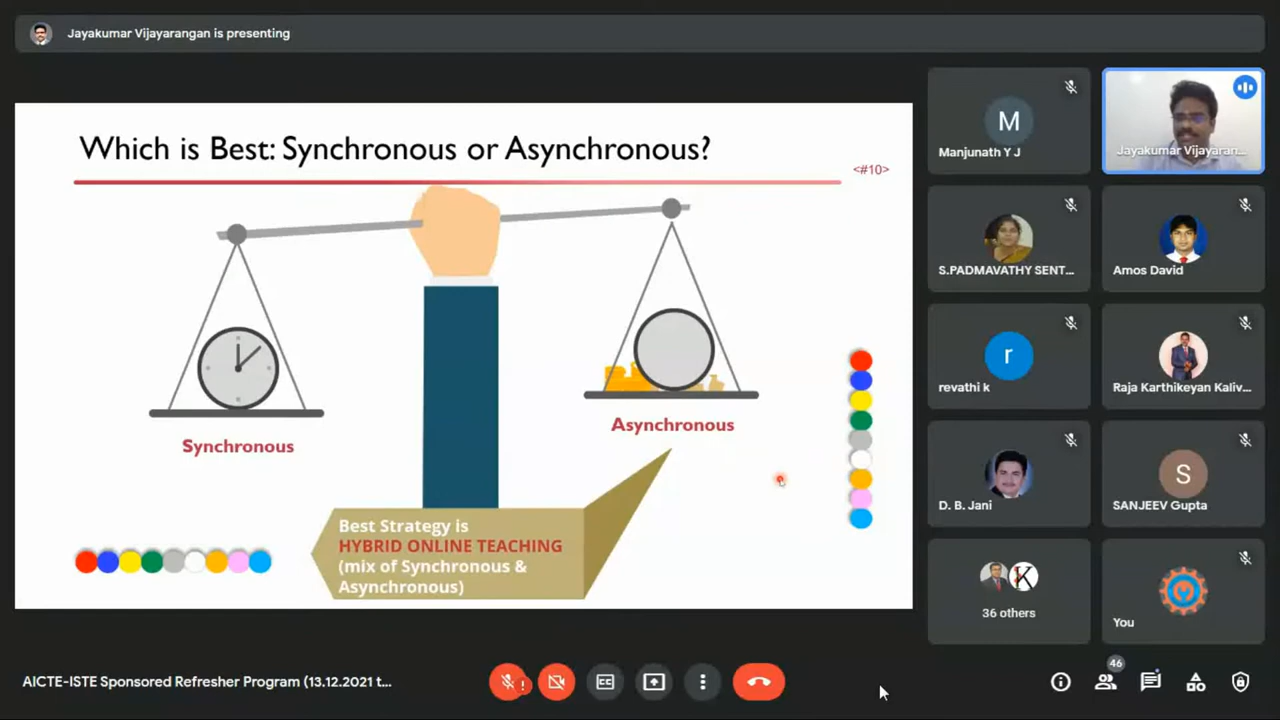 Jayakumar Vijayarangan is presenting
Which is Best: Synchronous or Asynchronous?
<#10>
Synchronous
Asynchronous
Best Strategy is
HYBRID ONLINE TEACHING
(mix of Synchronous &
Asynchronous)
M
Manjunath Y J
Jayakumar Vijayaran...
S.PADMAVATHY SENT...
Amos David
r
revathi k
Raja Karthikeyan Kaliv...
D. B. Jani
S
SANJEEV Gupta
K
36 others
You
AICTE-ISTE Sponsored Refresher Program (13.12.2021 t...
!
CC
46